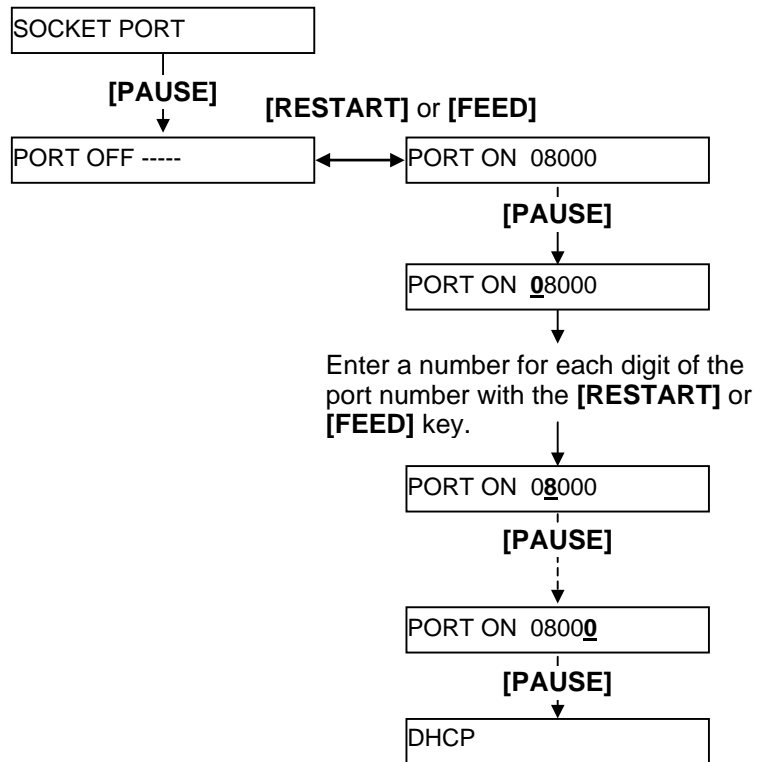 SOCKET PORT
[PAUSE]
[RESTART] or [FEED]
PORT OFF -----
PORT ON 08000
[PAUSE]
PORT ON 08000
Enter a number for each digit of the
port number with the [RESTART] or
[FEED] key.
PORT ON 08000
[PAUSE]
PORT ON 08000
[PAUSE]
DHCP